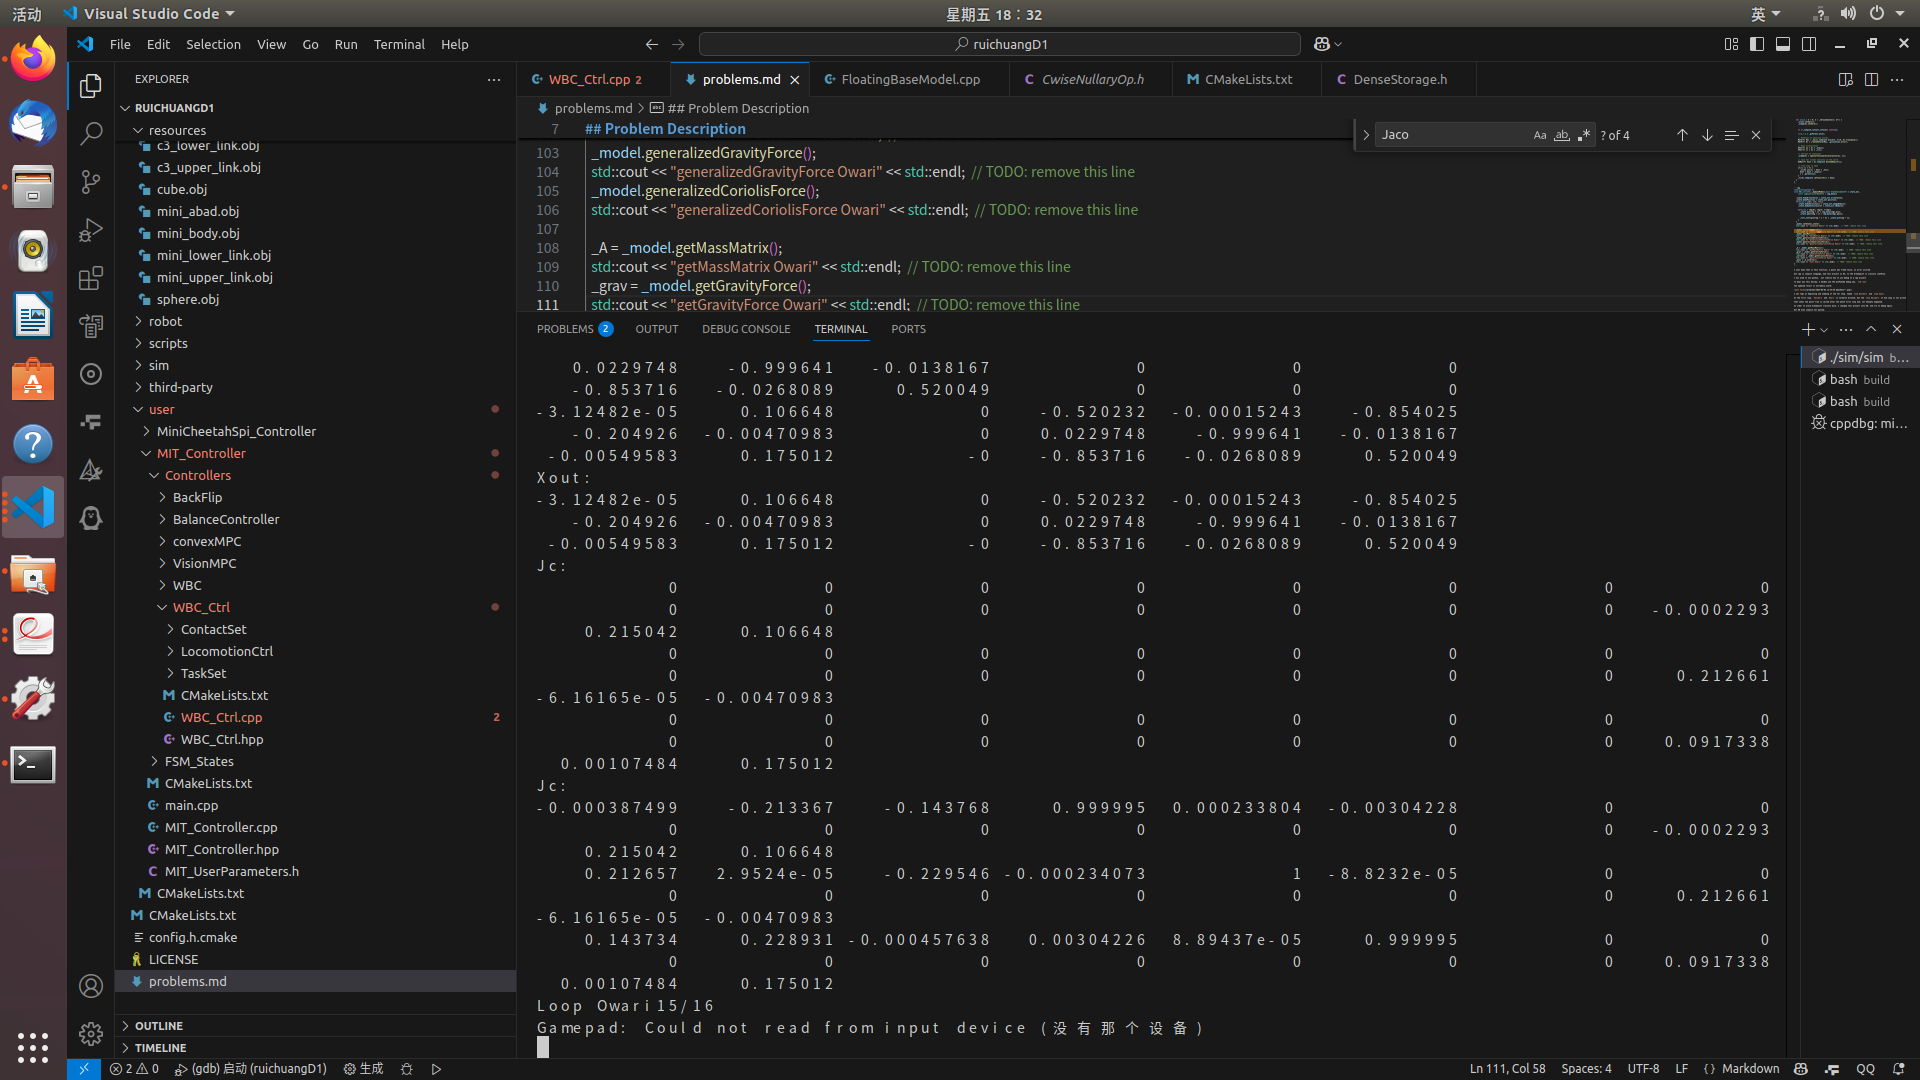 活动
Visual Studio Code
星期五 18：32
英
File Edit Selection View Go Run Terminal Help
ruichuangD1
EXPLORER
RUICHUANGD1
resources
c3_lower_link.obj
c3_upper_link.obj
cube.obj
mini_abad.obj
mini_body.obj
mini_lower_link.obj
mini_upper_link.obj
sphere.obj
robot
scripts
sim
third-party
user
MiniCheetahSpi_Controller
MIT_Controller
Controllers
BackFlip
BalanceController
convexMPC
VisionMPC
WBC
WBC_Ctrl
ContactSet
LocomotionCtrl
TaskSet
CMakeLists.txt
WBC_Ctrl.cpp 2
WBC_Ctrl.hpp
FSM_States
CMakeLists.txt
main.cpp
MIT_Controller.cpp
MIT_Controller.hpp
MIT_UserParameters.h
CMakeLists.txt
CMakeLists.txt
config.h.cmake
LICENSE
problems.md
OUTLINE
TIMELINE
WBC_Ctrl.cpp 2 problems.md FloatingBaseModel.cpp CwiseNullaryOp.h CMakeLists.txt DenseStorage.h
problems.md > ## Problem Description
Jaco Aa ab .* ? of 4
7 ## Problem Description
103 _model.generalizedGravityForce();
104 std::cout << "generalizedGravityForce Owari" << std::endl; // TODO: remove this line
105 _model.generalizedCoriolisForce();
106 std::cout << "generalizedCoriolisForce Owari" << std::endl; // TODO: remove this line
107
108 _A = _model.getMassMatrix();
109 std::cout << "getMassMatrix Owari" << std::endl; // TODO: remove this line
110 _grav = _model.getGravityForce();
111 std::cout << "getGravityForce Owari" << std::endl; // TODO: remove this line
PROBLEMS 2 OUTPUT DEBUG CONSOLE TERMINAL PORTS
0.0229748 -0.999641 -0.0138167 0 0 0
-0.853716 -0.0268089 0.520049 0 0 0
-3.12482e-05 0.106648 0 -0.520232 -0.00015243 -0.854025
-0.204926 -0.00470983 0 0.0229748 -0.999641 -0.0138167
-0.00549583 0.175012 -0 -0.853716 -0.0268089 0.520049
Xout:
-3.12482e-05 0.106648 0 -0.520232 -0.00015243 -0.854025
-0.204926 -0.00470983 0 0.0229748 -0.999641 -0.0138167
-0.00549583 0.175012 -0 -0.853716 -0.0268089 0.520049
Jc:
0 0 0 0 0 0 0 0
0 0 0 0 0 0 0 -0.0002293
0.215042 0.106648
0 0 0 0 0 0 0 0
0 0 0 0 0 0 0 0.212661
-6.16165e-05 -0.00470983
0 0 0 0 0 0 0 0
0 0 0 0 0 0 0 0.0917338
0.00107484 0.175012
Jc:
-0.000387499 -0.213367 -0.143768 0.999995 0.000233804 -0.00304228 0 0
0 0 0 0 0 0 0 -0.0002293
0.215042 0.106648
0.212657 2.9524e-05 -0.229546 -0.000234073 1 -8.8232e-05 0 0
0 0 0 0 0 0 0 0.212661
-6.16165e-05 -0.00470983
0.143734 0.228931 -0.000457638 0.00304226 8.89437e-05 0.999995 0 0
0 0 0 0 0 0 0 0.0917338
0.00107484 0.175012
Loop Owari15/16
Gamepad: Could not read from input device (没有那个设备)
./sim/sim b...
bash build
bash build
cppdbg: mi...
2 0 (gdb) 启动 (ruichuangD1) 生成
Ln 111, Col 58 Spaces: 4 UTF-8 LF {} Markdown QQ